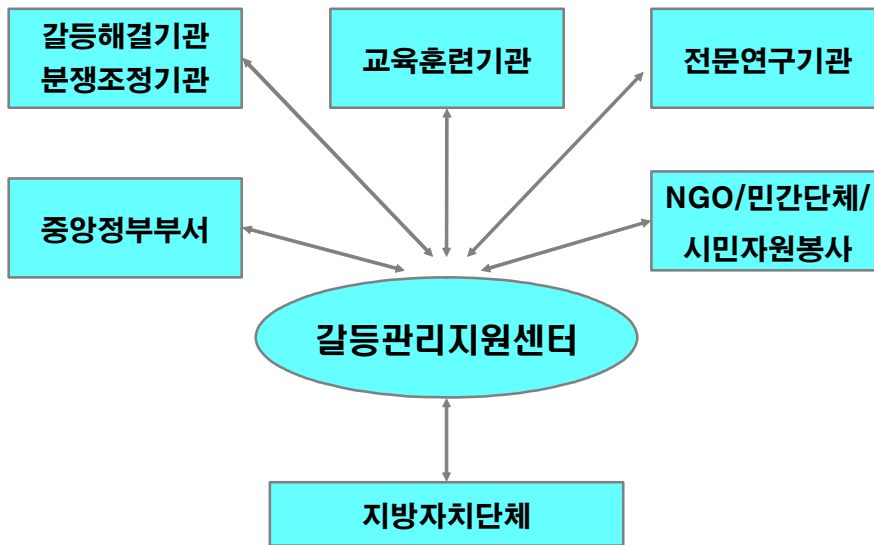 갈등해결기관
분쟁조정기관
교육훈련기관
전문연구기관
중앙정부부서
NGO/민간단체/
시민자원봉사
갈등관리지원센터
지방자치단체